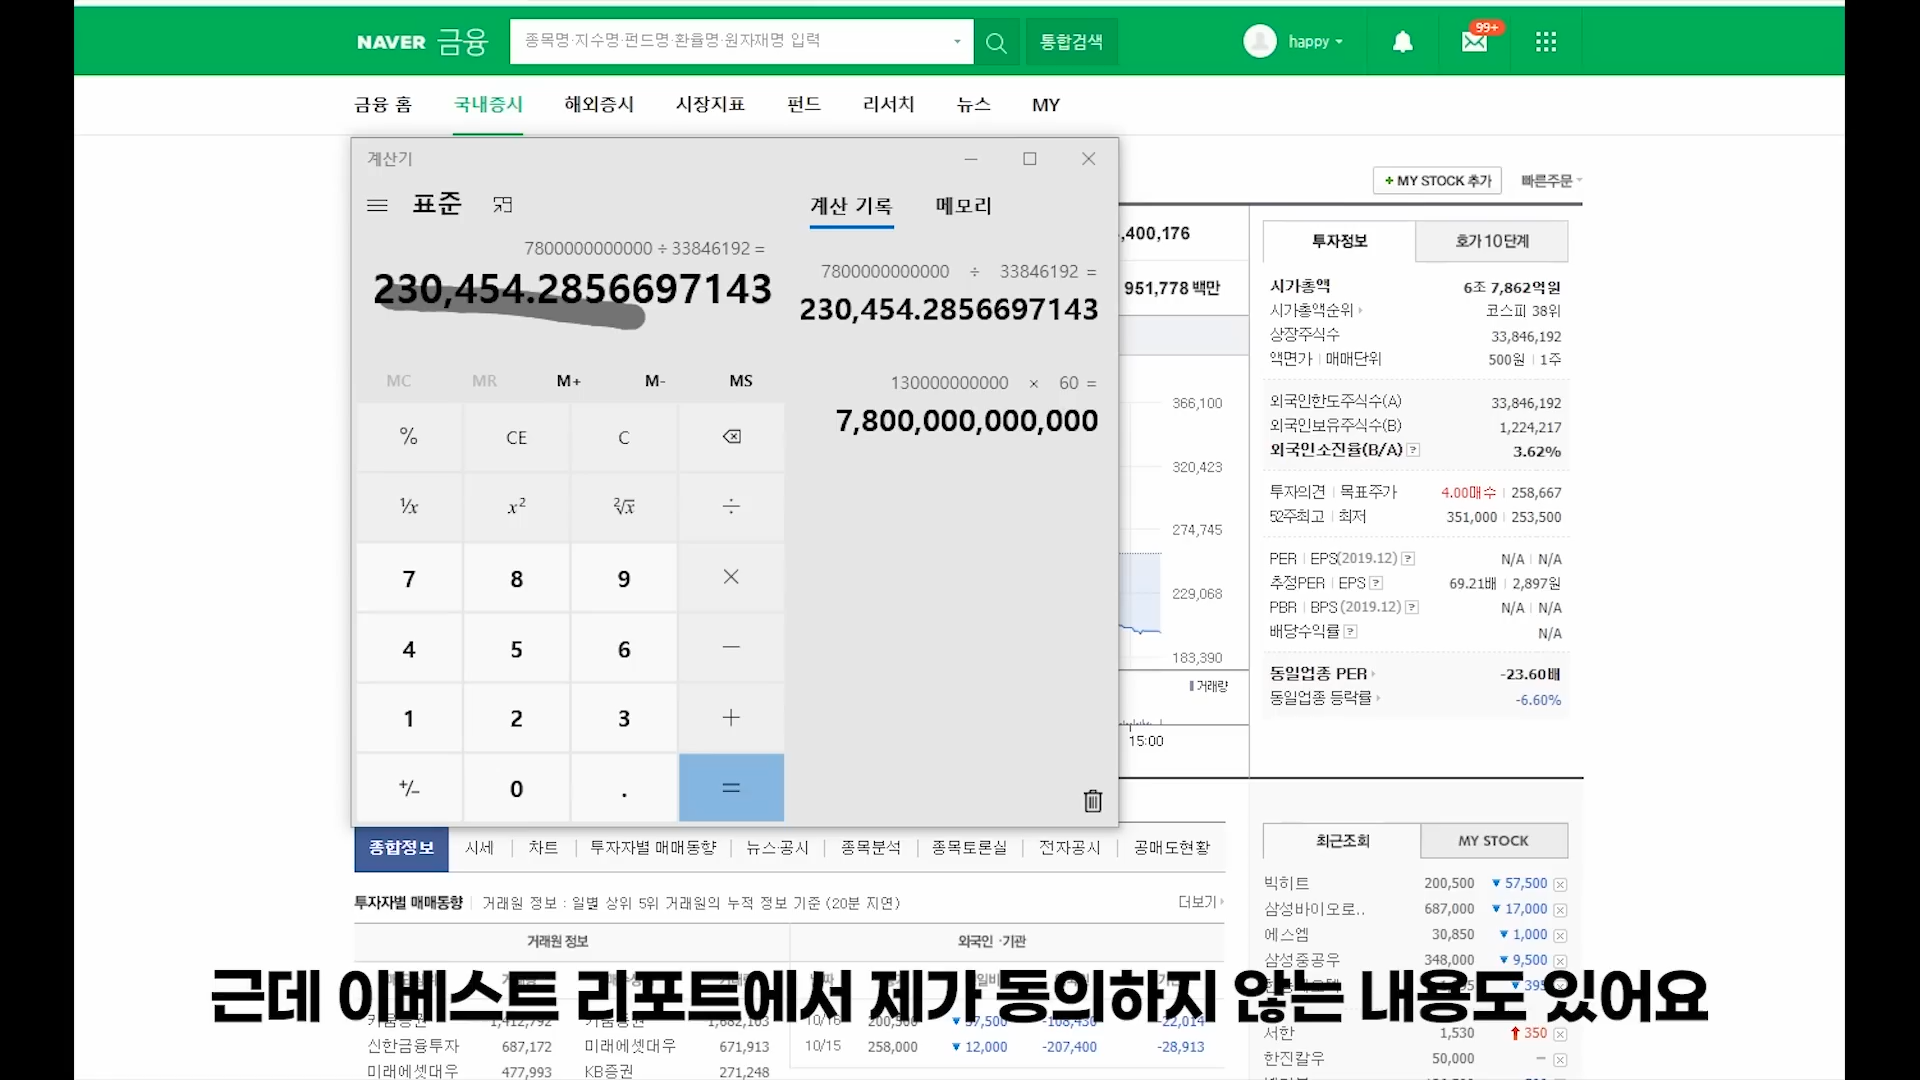 NAVER 금융
종목명·지수명·펀드명·환율명·원자재명 입력
통합검색
happy
99+
금융 홈 국내증시 해외증시 시장지표 펀드 리서치 뉴스 MY
계산기
표준
계산 기록 메모리
7800000000000 ÷ 33846192 =
230,454.2856697143
7800000000000 ÷ 33846192 =
230,454.2856697143
130000000000 × 60 =
7,800,000,000,000
MC MR M+ M- MS
% CE C
⅟x x² ²√x ÷
7 8 9 ×
4 5 6 −
1 2 3 +
+/− 0 . =
+ MY STOCK 추가 빠른주문
,400,176
951,778 백만
366,100
320,423
274,745
229,068
183,390
거래량
15:00
투자정보 호가 10단계
시가총액 6조 7,862억원
시가총액순위 코스피 38위
상장주식수 33,846,192
액면가 | 매매단위 500원 | 1주
외국인한도주식수(A) 33,846,192
외국인보유주식수(B) 1,224,217
외국인소진율(B/A) ? 3.62%
투자의견 | 목표주가 4.00매수 | 258,667
52주최고 | 최저 351,000 | 253,500
PER | EPS(2019.12) ? N/A | N/A
추정PER | EPS ? 69.21배 | 2,897원
PBR | BPS (2019.12) ? N/A | N/A
배당수익률 ? N/A
동일업종 PER -23.60배
동일업종 등락률 -6.60%
종합정보 시세 차트 투자자별 매매동향 뉴스·공시 종목분석 종목토론실 전자공시 공매도현황
투자자별 매매동향 거래원 정보 : 일별 상위 5위 거래원의 누적 정보 기준 (20분 지연) 더보기
거래원 정보 외국인·기관
키움증권 1,412,792 키움증권 1,682,103 10/16 200,500 ▼ 57,500 -108,430 -22,014
신한금융투자 687,172 미래에셋대우 671,913 10/15 258,000 ▼ 12,000 -207,400 -28,913
미래에셋대우 477,993 KB증권 271,248
최근조회 MY STOCK
빅히트 200,500 ▼ 57,500
삼성바이오로.. 687,000 ▼ 17,000
에스엠 30,850 ▼ 1,000
삼성중공우 348,000 ▼ 9,500
▼ 395
서한 1,530 ↑ 350
한진칼우 50,000 −
근데 이베스트 리포트에서 제가 동의하지 않는 내용도 있어요